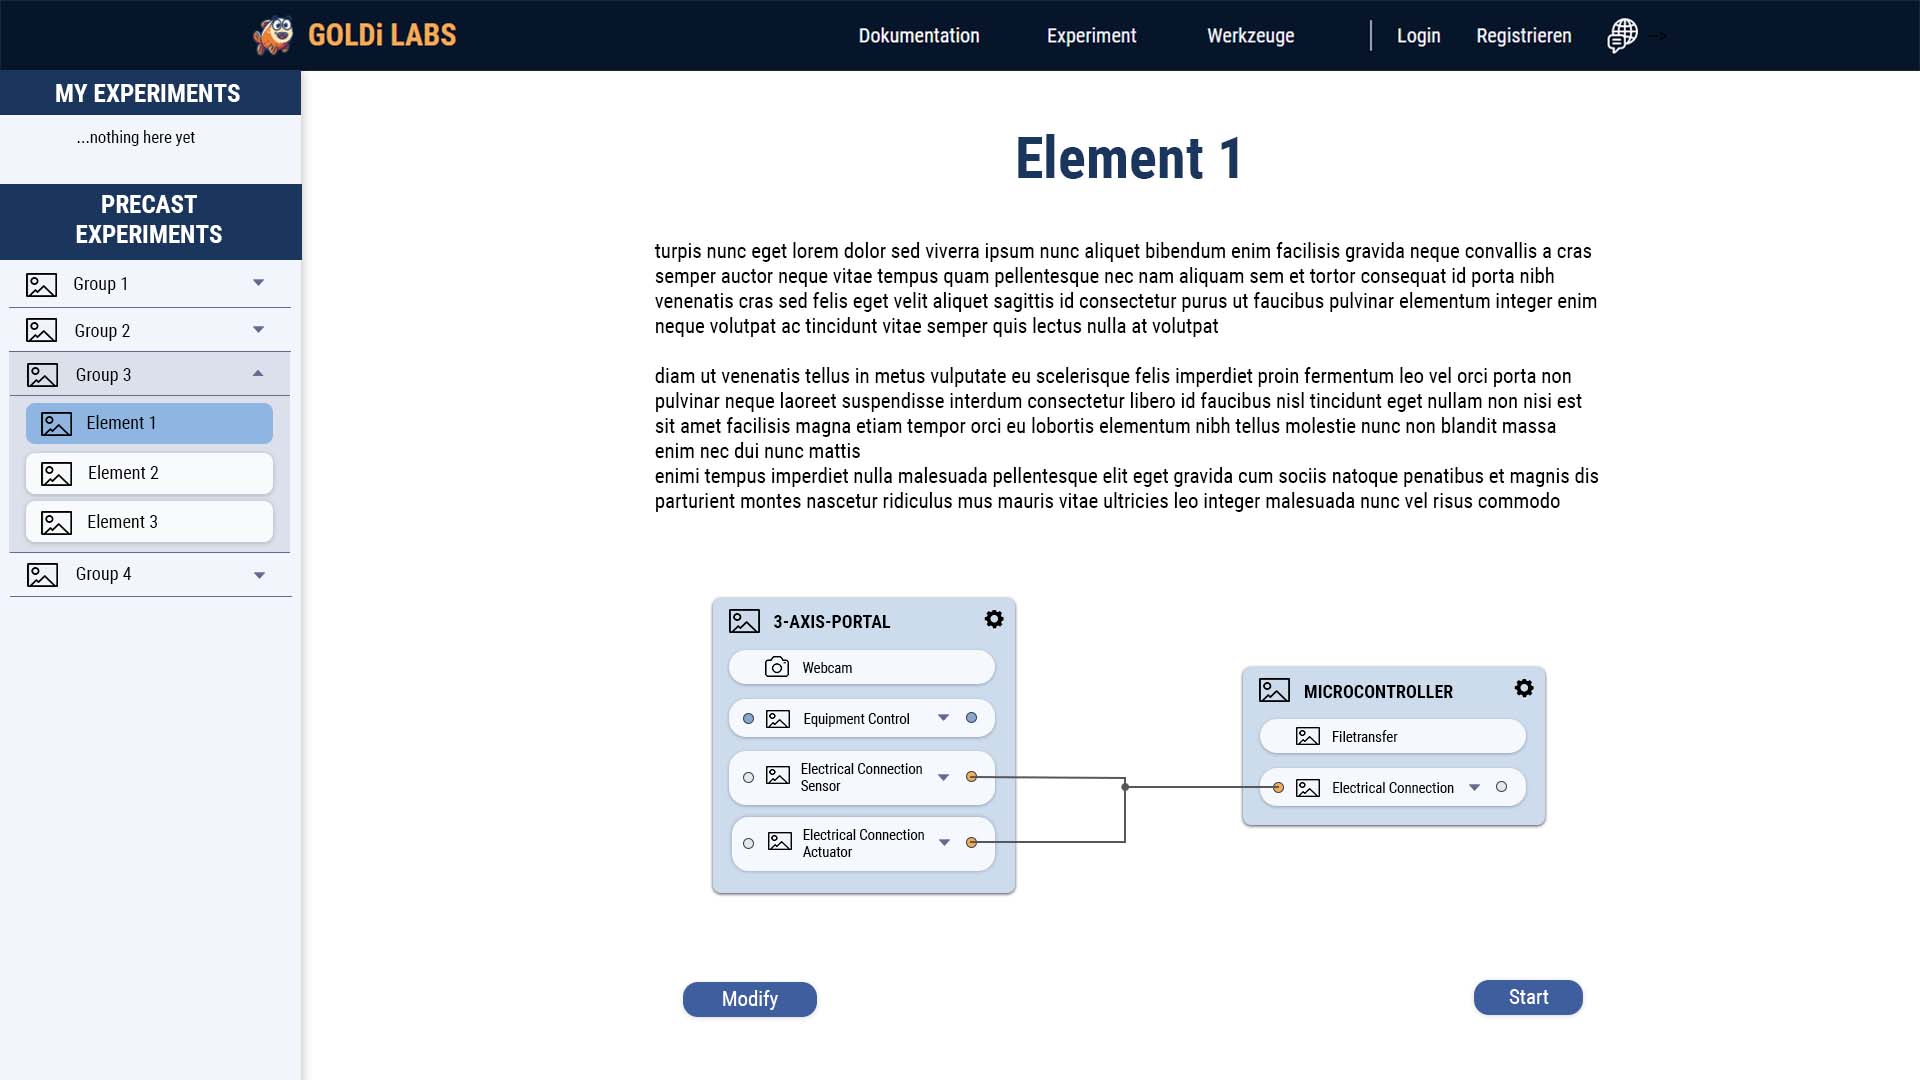 GOLDi LABS
Dokumentation
Experiment
Werkzeuge
Login
Registrieren
-->
MY EXPERIMENTS
...nothing here yet
PRECAST
EXPERIMENTS
Group 1
Group 2
Group 3
Element 1
Element 2
Element 3
Group 4
Element 1
turpis nunc eget lorem dolor sed viverra ipsum nunc aliquet bibendum enim facilisis gravida neque convallis a cras
semper auctor neque vitae tempus quam pellentesque nec nam aliquam sem et tortor consequat id porta nibh
venenatis cras sed felis eget velit aliquet sagittis id consectetur purus ut faucibus pulvinar elementum integer enim
neque volutpat ac tincidunt vitae semper quis lectus nulla at volutpat
diam ut venenatis tellus in metus vulputate eu scelerisque felis imperdiet proin fermentum leo vel orci porta non
pulvinar neque laoreet suspendisse interdum consectetur libero id faucibus nisl tincidunt eget nullam non nisi est
sit amet facilisis magna etiam tempor orci eu lobortis elementum nibh tellus molestie nunc non blandit massa
enim nec dui nunc mattis
enimi tempus imperdiet nulla malesuada pellentesque elit eget gravida cum sociis natoque penatibus et magnis dis
parturient montes nascetur ridiculus mus mauris vitae ultricies leo integer malesuada nunc vel risus commodo
3-AXIS-PORTAL
Webcam
Equipment Control
Electrical Connection
Sensor
Electrical Connection
Actuator
MICROCONTROLLER
Filetransfer
Electrical Connection
Modify
Start